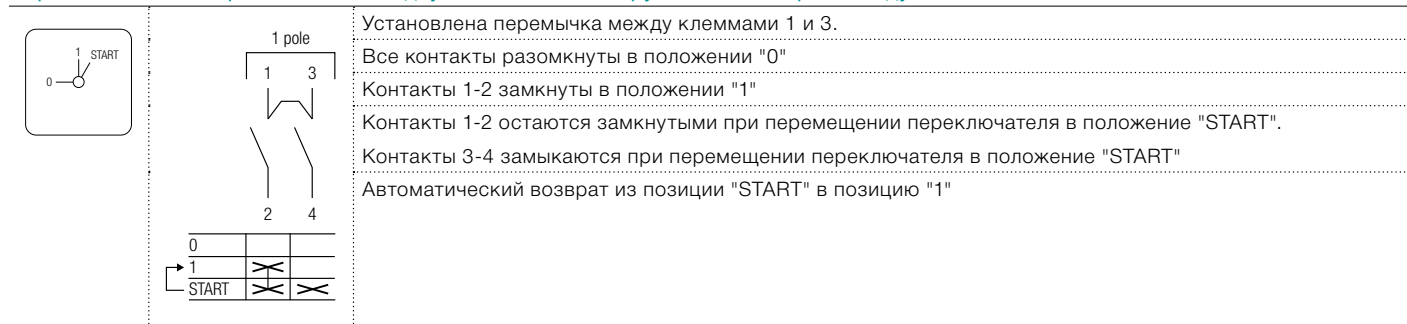 1 START
0
1 pole
1 3
2 4
0
1
START
Установлена перемычка между клеммами 1 и 3.
Все контакты разомкнуты в положении "0"
Контакты 1-2 замкнуты в положении "1"
Контакты 1-2 остаются замкнутыми при перемещении переключателя в положение "START".
Контакты 3-4 замыкаются при перемещении переключателя в положение "START"
Автоматический возврат из позиции "START" в позицию "1"